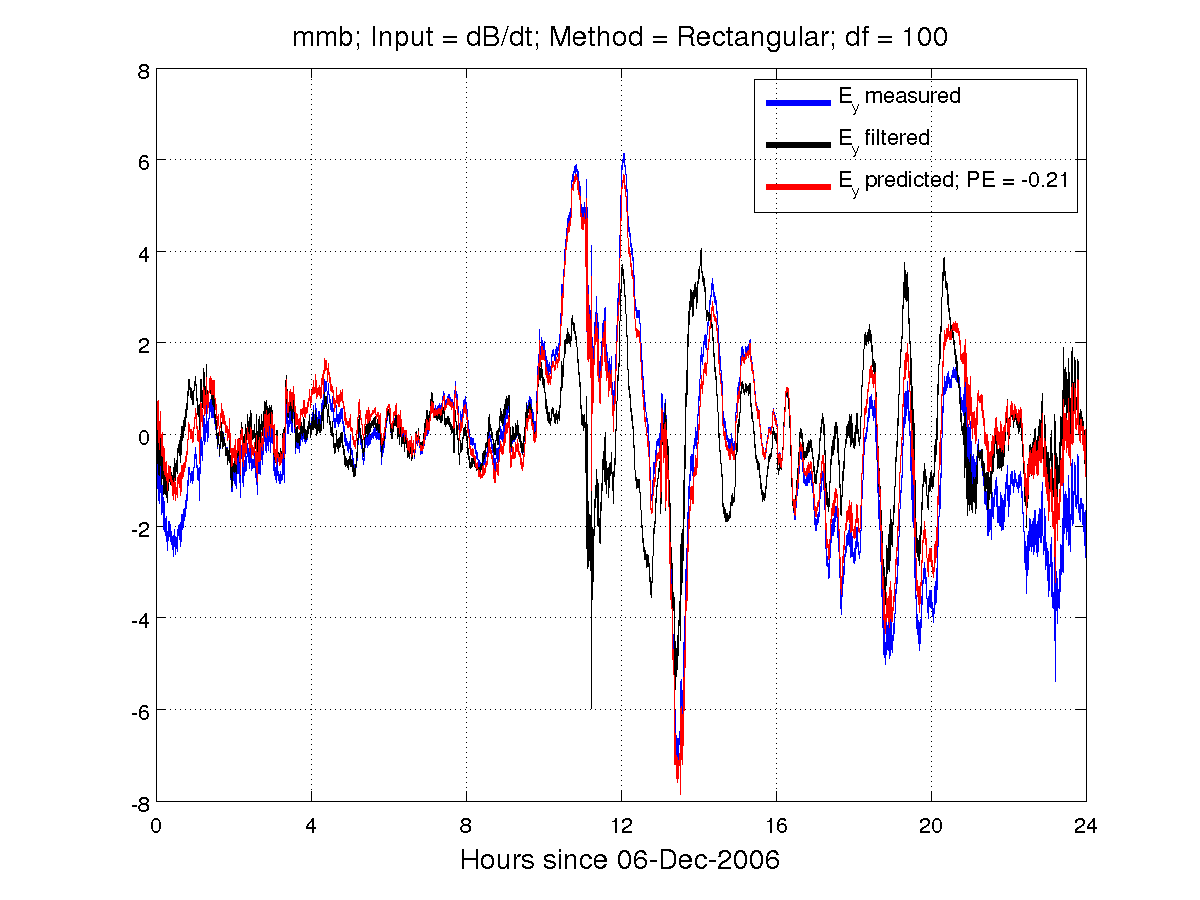 mmb; Input = dB/dt; Method = Rectangular; df = 100
8
6
4
2
0
-2
-4
-6
-8
E_y measured
E_y filtered
E_y predicted; PE = -0.21
0 4 8 12 16 20 24
Hours since 06-Dec-2006